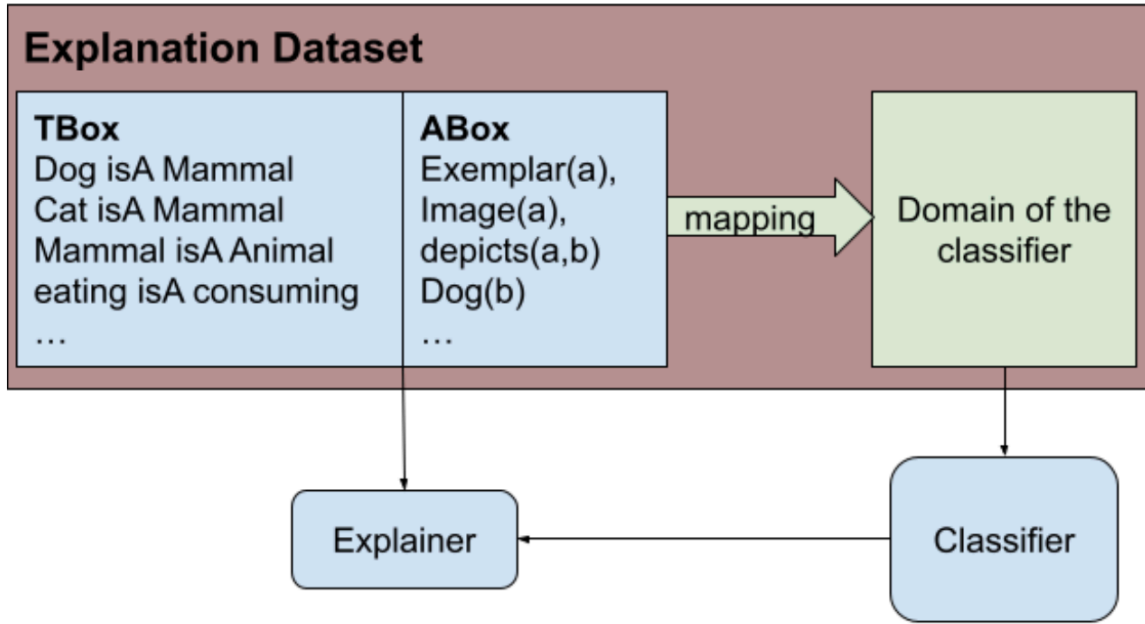 Explanation Dataset
TBox
Dog isA Mammal
Cat isA Mammal
Mammal isA Animal
eating isA consuming
…
ABox
Exemplar(a),
Image(a),
depicts(a,b)
Dog(b)
…
mapping
Domain of the
classifier
Explainer
Classifier